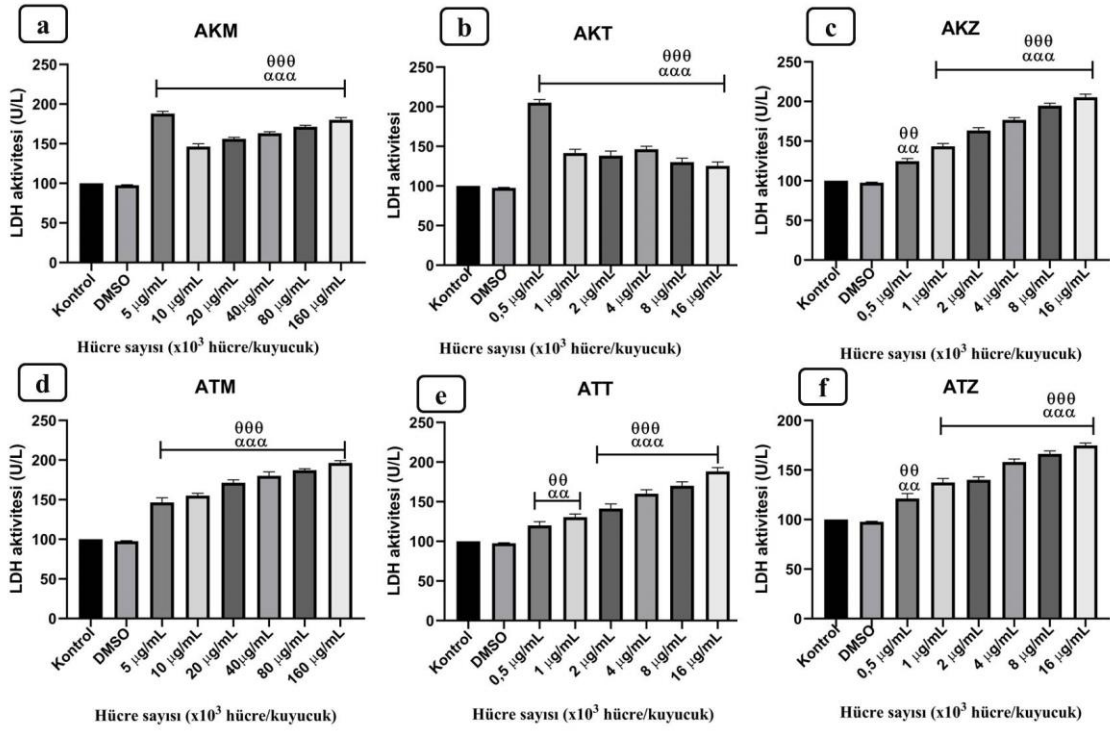 a
AKM
LDH aktivitesi (U/L)
250
200
150
100
50
0
θθθ
ααα
Kontrol
DMSO
5 µg/mL
10 µg/mL
20 µg/mL
40µg/mL
80 µg/mL
160 µg/mL
Hücre sayısı (x10³ hücre/kuyucuk)
b
AKT
LDH aktivitesi
250
200
150
100
50
0
θθθ
ααα
Kontrol
DMSO
0,5 µg/mL
1 µg/mL
2 µg/mL
4 µg/mL
8 µg/mL
16 µg/mL
Hücre sayısı (x10³ hücre/kuyucuk)
c
AKZ
LDH aktivitesi (U/L)
250
200
150
100
50
0
θθ
αα
θθθ
ααα
Kontrol
DMSO
0,5 µg/mL
1 µg/mL
2 µg/mL
4 µg/mL
8 µg/mL
16 µg/mL
Hücre sayısı (x10³ hücre/kuyucuk)
d
ATM
LDH aktivitesi (U/L)
250
200
150
100
50
0
θθθ
ααα
Kontrol
DMSO
5 µg/mL
10 µg/mL
20 µg/mL
40µg/mL
80 µg/mL
160 µg/mL
Hücre sayısı (x10³ hücre/kuyucuk)
e
ATT
LDH aktivitesi (U/L)
250
200
150
100
50
0
θθ
αα
θθθ
ααα
Kontrol
DMSO
0,5 µg/mL
1 µg/mL
2 µg/mL
4 µg/mL
8 µg/mL
16 µg/mL
Hücre sayısı (x10³ hücre/kuyucuk)
f
ATZ
LDH aktivitesi (U/L)
200
150
100
50
0
θθ
αα
θθθ
ααα
Kontrol
DMSO
0,5 µg/mL
1 µg/mL
2 µg/mL
4 µg/mL
8 µg/mL
16 µg/mL
Hücre sayısı (x10³ hücre/kuyucuk)